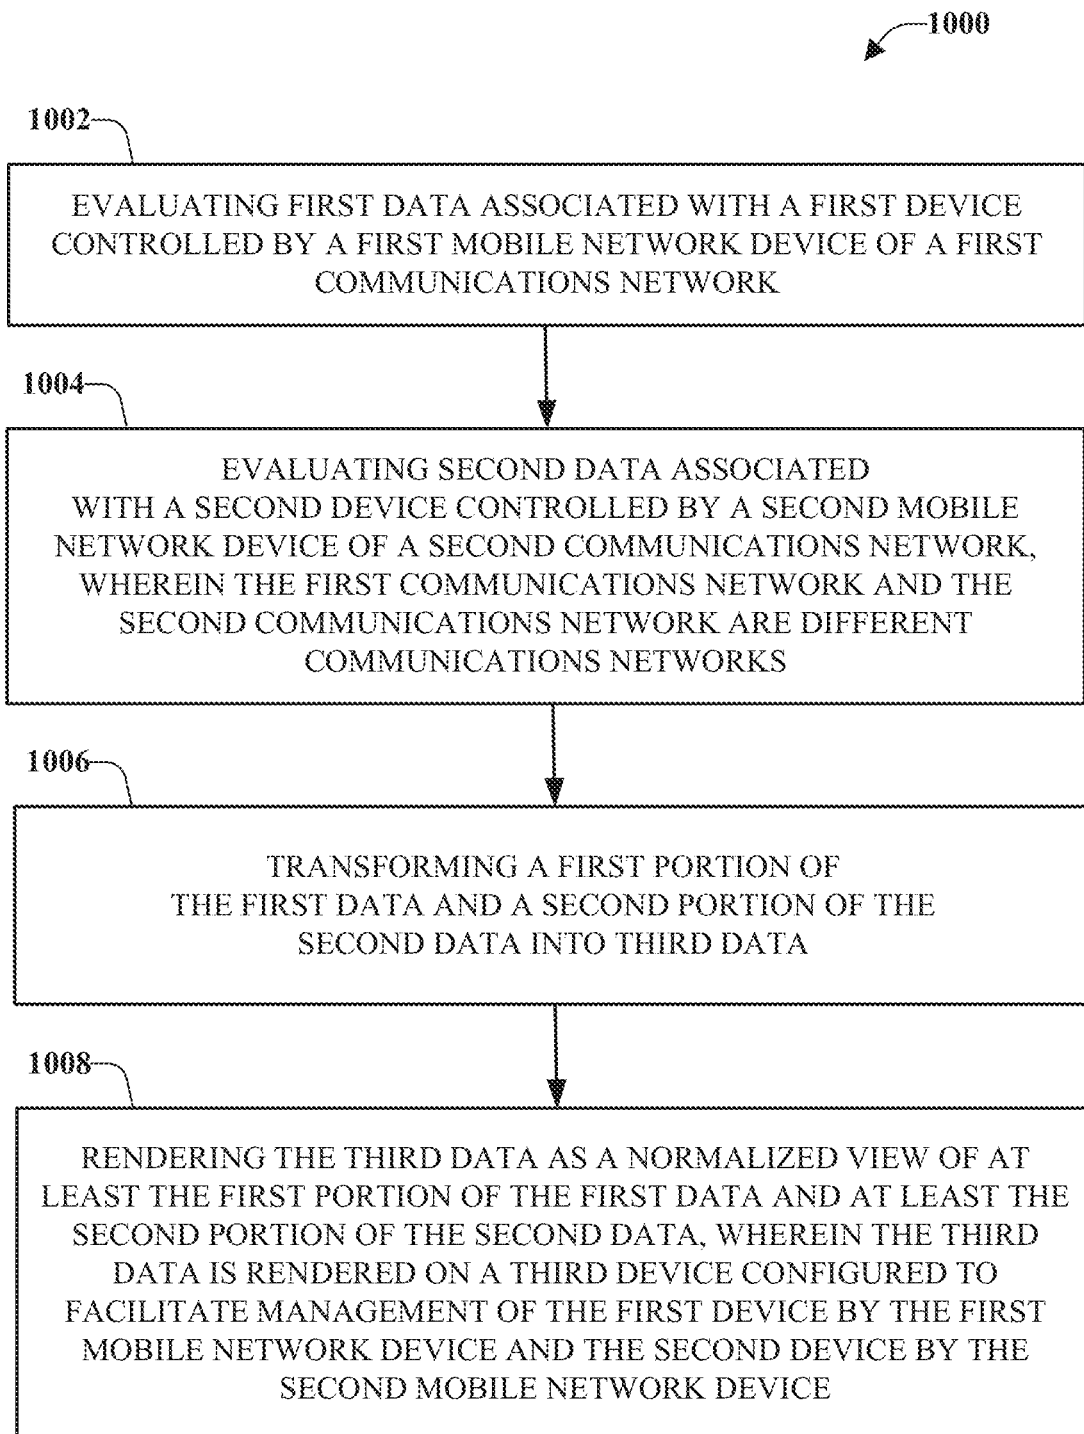 1000
1002
EVALUATING FIRST DATA ASSOCIATED WITH A FIRST DEVICE
CONTROLLED BY A FIRST MOBILE NETWORK DEVICE OF A FIRST
COMMUNICATIONS NETWORK
1004
EVALUATING SECOND DATA ASSOCIATED
WITH A SECOND DEVICE CONTROLLED BY A SECOND MOBILE
NETWORK DEVICE OF A SECOND COMMUNICATIONS NETWORK,
WHEREIN THE FIRST COMMUNICATIONS NETWORK AND THE
SECOND COMMUNICATIONS NETWORK ARE DIFFERENT
COMMUNICATIONS NETWORKS
1006
TRANSFORMING A FIRST PORTION OF
THE FIRST DATA AND A SECOND PORTION OF THE
SECOND DATA INTO THIRD DATA
1008
RENDERING THE THIRD DATA AS A NORMALIZED VIEW OF AT
LEAST THE FIRST PORTION OF THE FIRST DATA AND AT LEAST THE
SECOND PORTION OF THE SECOND DATA, WHEREIN THE THIRD
DATA IS RENDERED ON A THIRD DEVICE CONFIGURED TO
FACILITATE MANAGEMENT OF THE FIRST DEVICE BY THE FIRST
MOBILE NETWORK DEVICE AND THE SECOND DEVICE BY THE
SECOND MOBILE NETWORK DEVICE